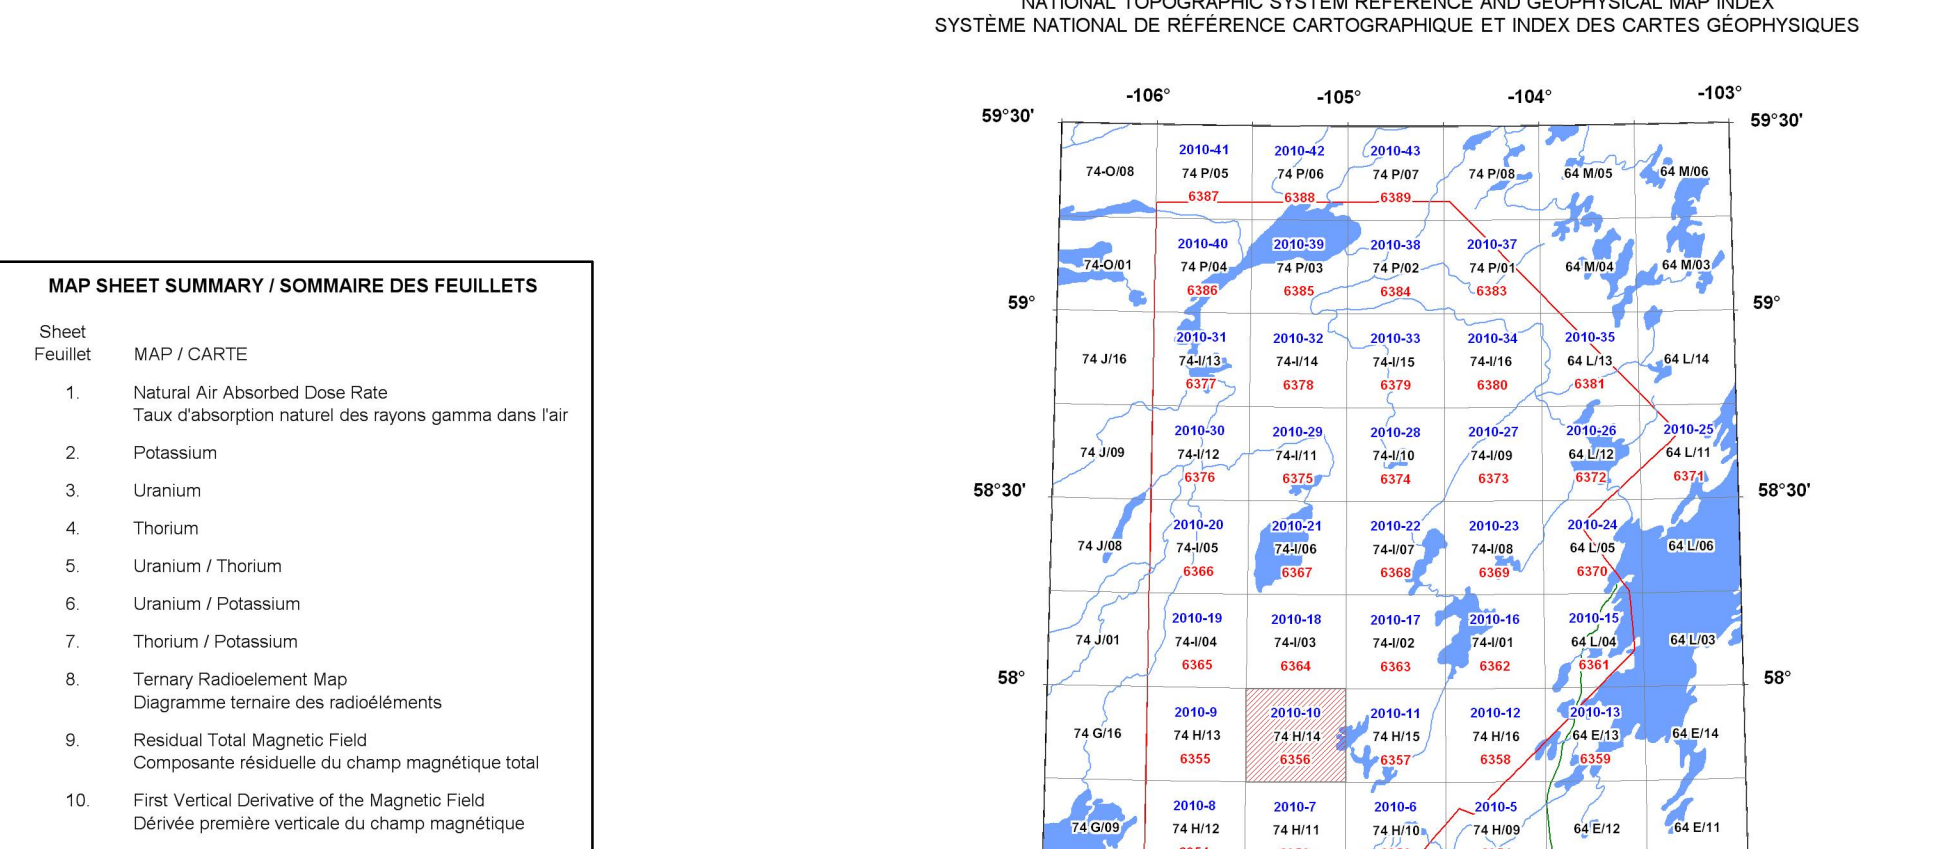 NATIONAL TOPOGRAPHIC SYSTEM REFERENCE AND GEOPHYSICAL MAP INDEX
SYSTÈME NATIONAL DE RÉFÉRENCE CARTOGRAPHIQUE ET INDEX DES CARTES GÉOPHYSIQUES
MAP SHEET SUMMARY / SOMMAIRE DES FEUILLETS
Sheet
Feuillet MAP / CARTE
1. Natural Air Absorbed Dose Rate
Taux d'absorption naturel des rayons gamma dans l'air
2. Potassium
3. Uranium
4. Thorium
5. Uranium / Thorium
6. Uranium / Potassium
7. Thorium / Potassium
8. Ternary Radioelement Map
Diagramme ternaire des radioéléments
9. Residual Total Magnetic Field
Composante résiduelle du champ magnétique total
10. First Vertical Derivative of the Magnetic Field
Dérivée première verticale du champ magnétique
-106° -105° -104° -103°
59°30' 59°30'
2010-41 2010-42 2010-43
74-O/08 74 P/05 74 P/06 74 P/07 74 P/08 64 M/05 64 M/06
6387 6388 6389
2010-40 2010-39 2010-38 2010-37
74-O/01 74 P/04 74 P/03 74 P/02 74 P/01 64 M/04 64 M/03
6386 6385 6384 6383
59° 59°
2010-31 2010-32 2010-33 2010-34 2010-35
74 J/16 74-I/13 74-I/14 74-I/15 74-I/16 64 L/13 64 L/14
6377 6378 6379 6380 6381
2010-30 2010-29 2010-28 2010-27 2010-26 2010-25
74 J/09 74-I/12 74-I/11 74-I/10 74-I/09 64 L/12 64 L/11
6376 6375 6374 6373 6372 6371
58°30' 58°30'
2010-20 2010-21 2010-22 2010-23 2010-24
74 J/08 74-I/05 74-I/06 74-I/07 74-I/08 64 L/05 64 L/06
6366 6367 6368 6369 6370
2010-19 2010-18 2010-17 2010-16 2010-15
74 J/01 74-I/04 74-I/03 74-I/02 74-I/01 64 L/04 64 L/03
6365 6364 6363 6362 6361
58° 58°
2010-9 2010-10 2010-11 2010-12 2010-13
74 G/16 74 H/13 74 H/14 74 H/15 74 H/16 64 E/13 64 E/14
6355 6356 6357 6358 6359
2010-8 2010-7 2010-6 2010-5
74 G/09 74 H/12 74 H/11 74 H/10 74 H/09 64 E/12 64 E/11